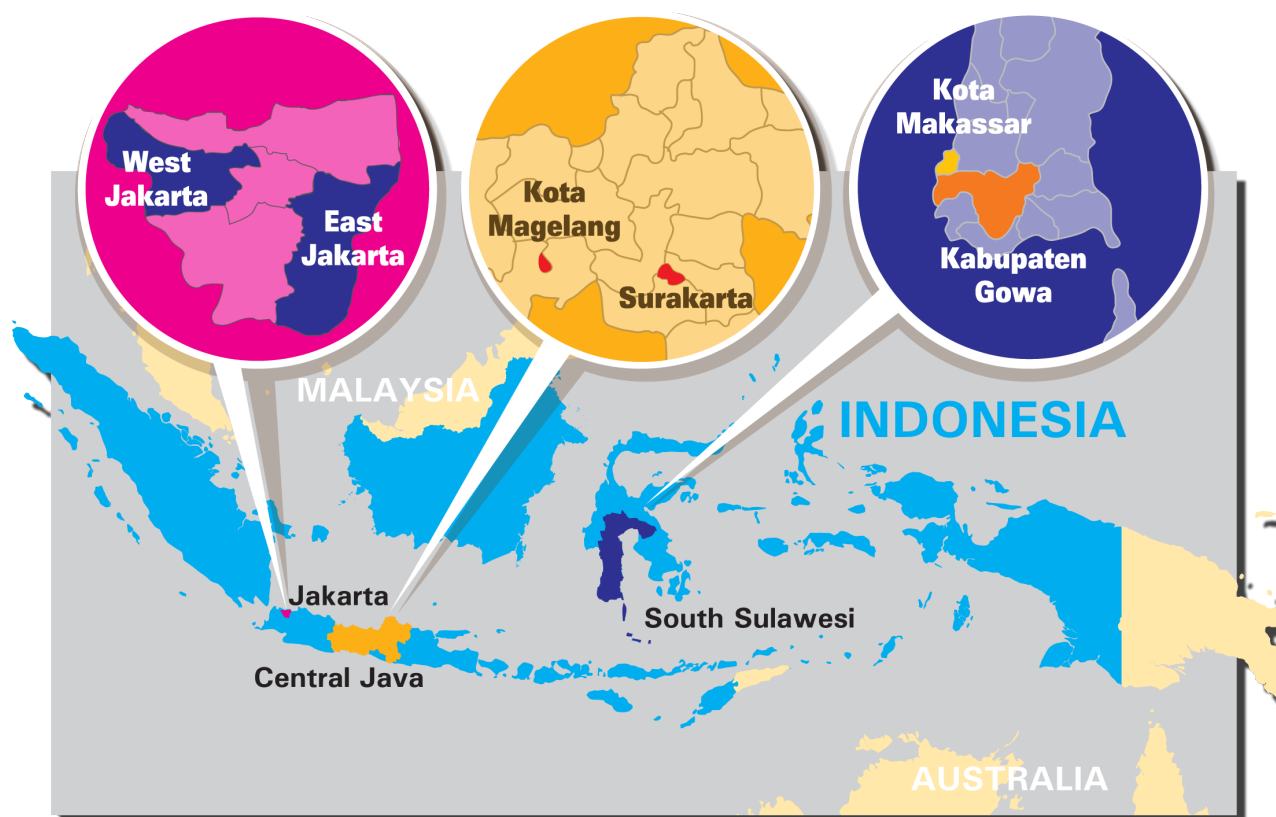 West
Jakarta
East
Jakarta
Kota
Magelang
Surakarta
Kota
Makassar
Kabupaten
Gowa
MALAYSIA
INDONESIA
Jakarta
South Sulawesi
Central Java
AUSTRALIA